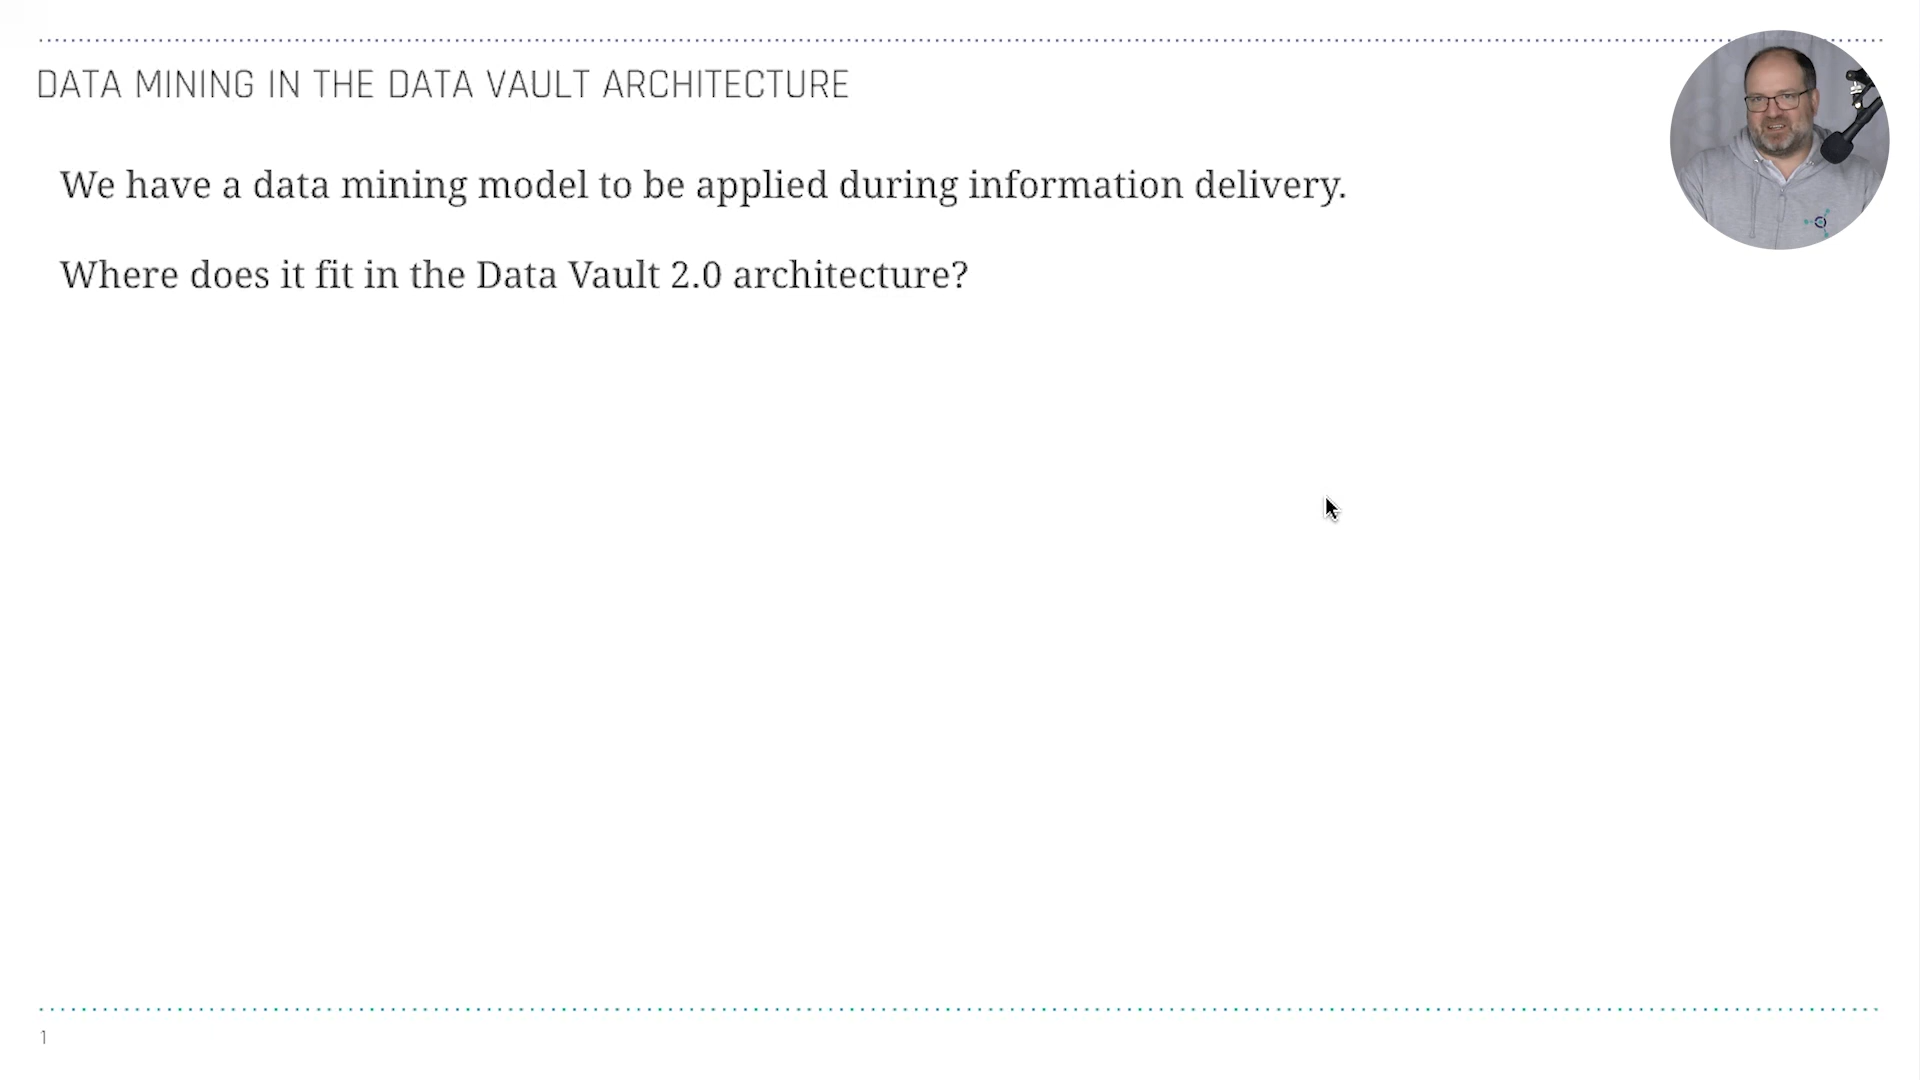 DATA MINING IN THE DATA VAULT ARCHITECTURE
We have a data mining model to be applied during information delivery.
Where does it fit in the Data Vault 2.0 architecture?
1